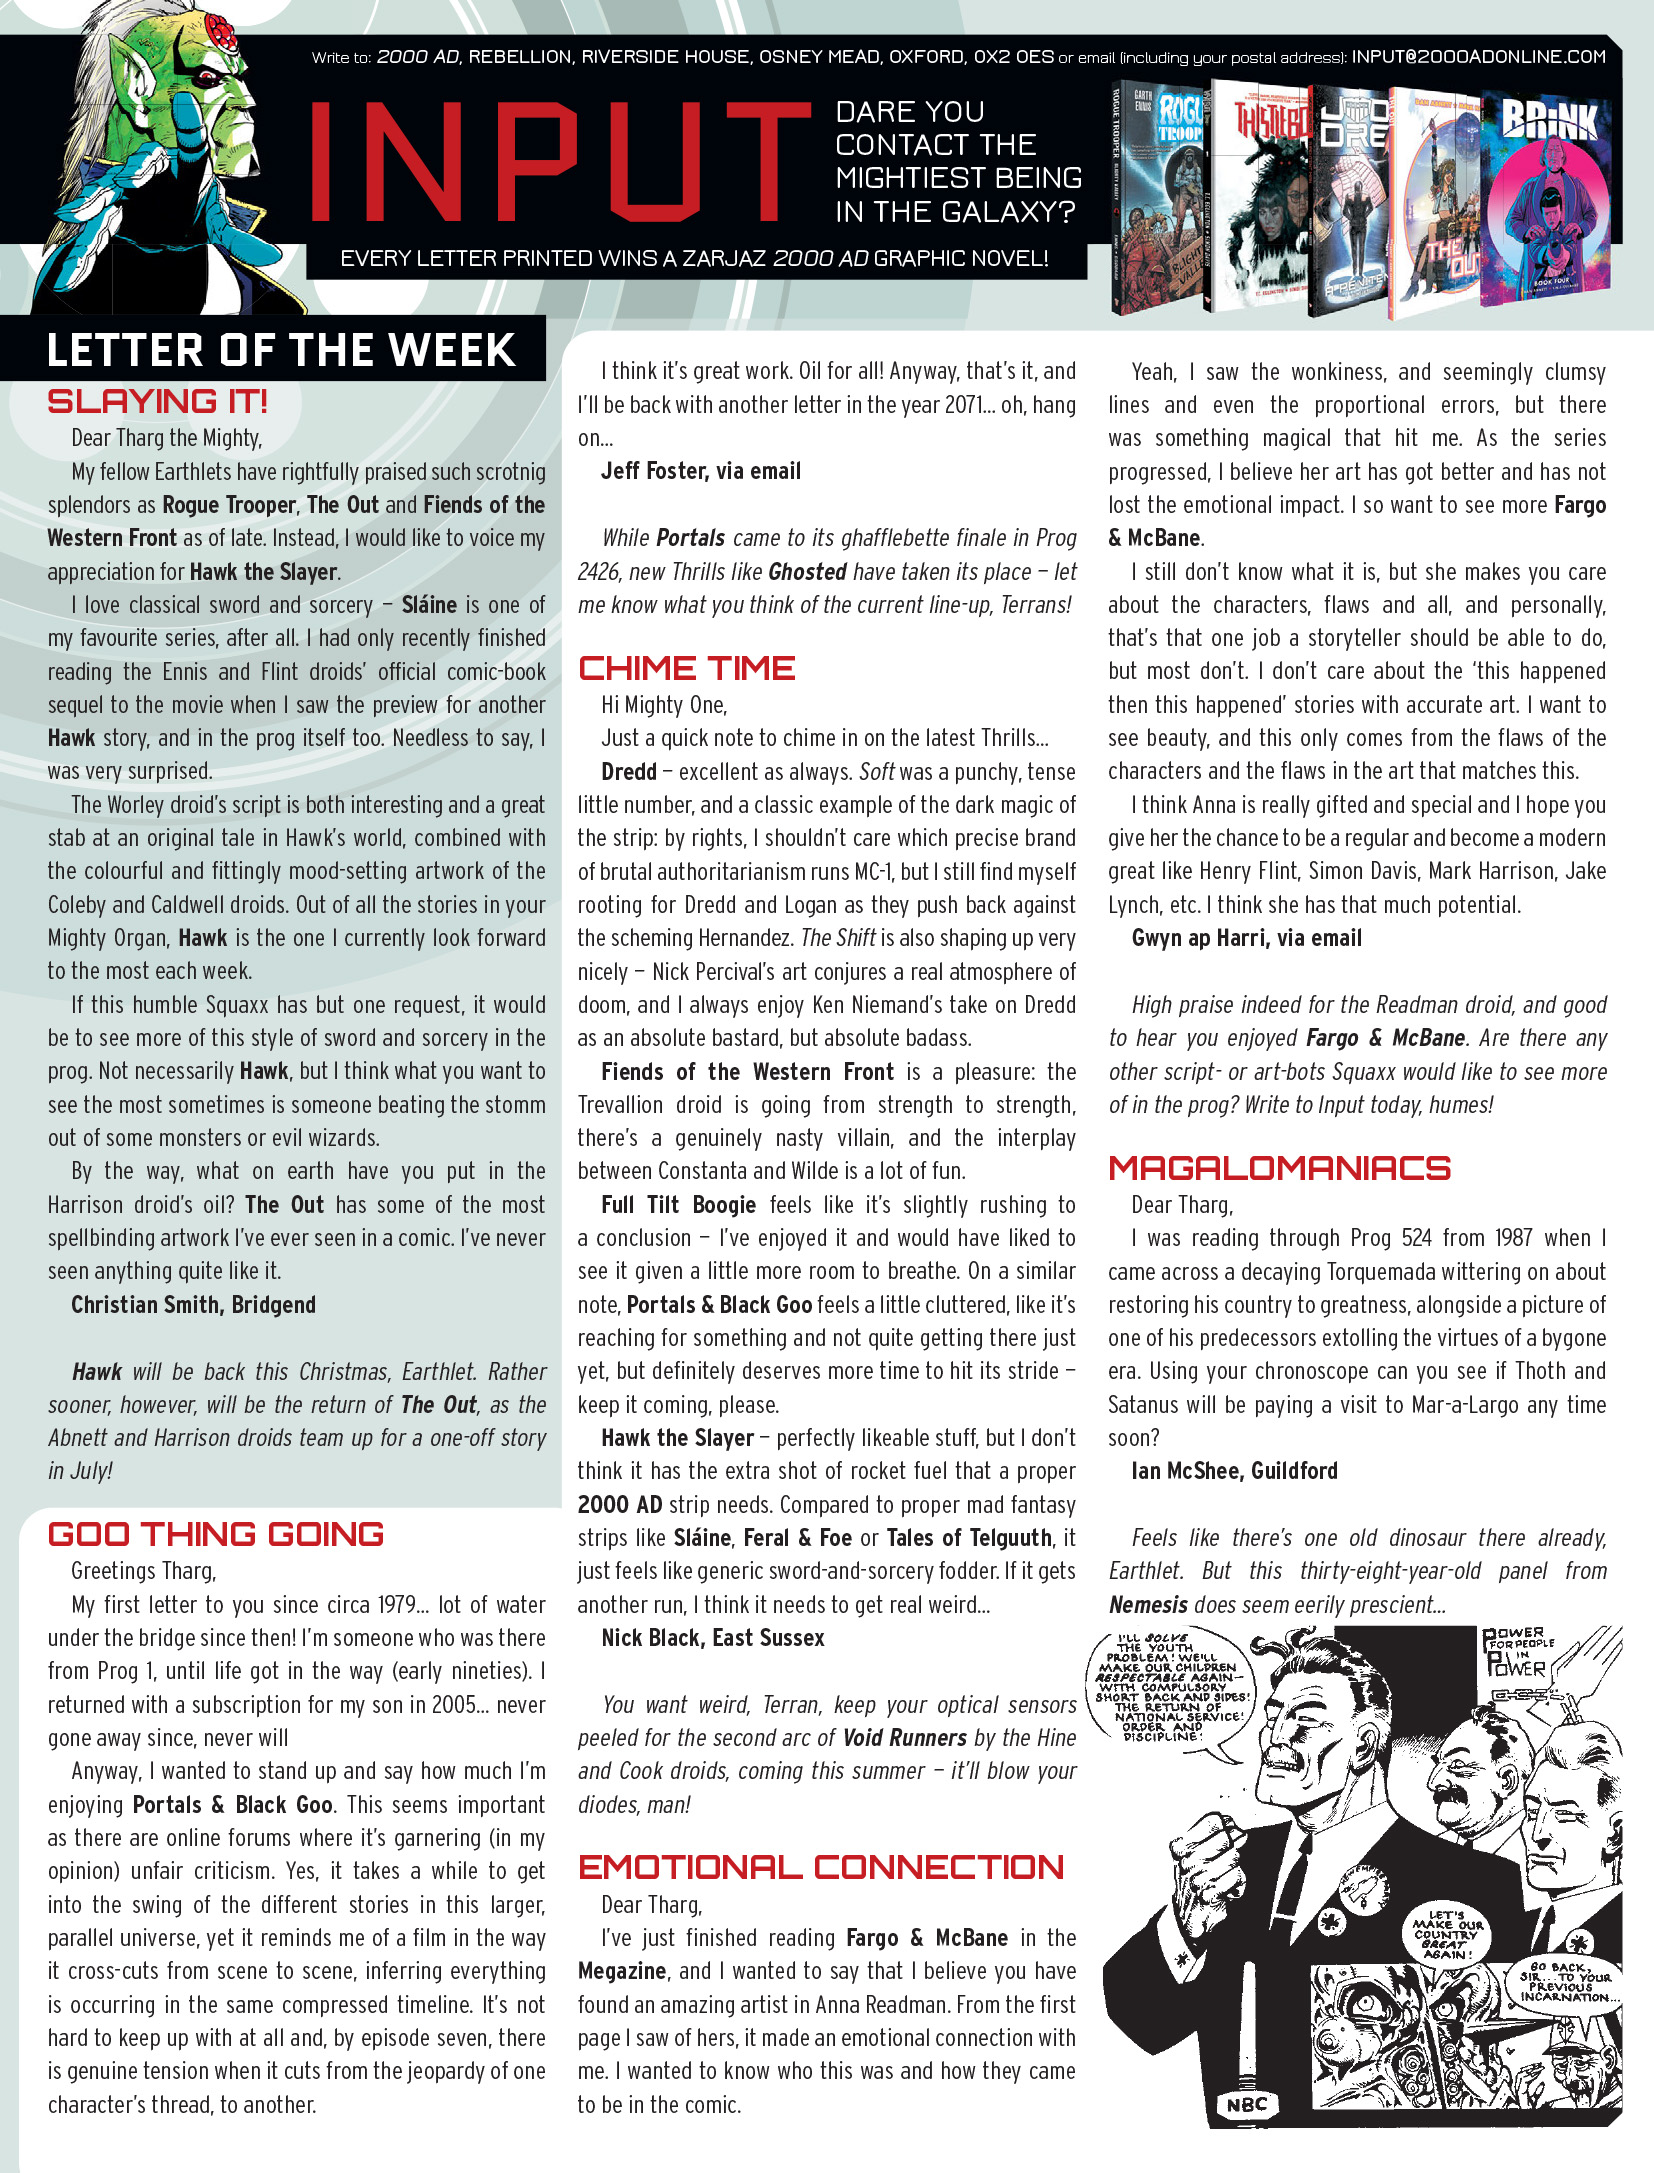 Write to: 2000 AD, REBELLION, RIVERSIDE HOUSE, OSNEY MEAD, OXFORD, OX2 0ES or email (including your postal address): INPUT@2000ADONLINE.COM
INPUT
DARE YOU
CONTACT THE
MIGHTIEST BEING
IN THE GALAXY?
EVERY LETTER PRINTED WINS A ZARJAZ 2000 AD GRAPHIC NOVEL!
GARTH
ENNIS
BRINK
BOOK FOUR
LETTER OF THE WEEK
SLAYING IT!
Dear Tharg the Mighty,
My fellow Earthlets have rightfully praised such scrotnig
splendors as Rogue Trooper, The Out and Fiends of the
Western Front as of late. Instead, I would like to voice my
appreciation for Hawk the Slayer.
I love classical sword and sorcery – Sláine is one of
my favourite series, after all. I had only recently finished
reading the Ennis and Flint droids' official comic-book
sequel to the movie when I saw the preview for another
Hawk story, and in the prog itself too. Needless to say, I
was very surprised.
The Worley droid's script is both interesting and a great
stab at an original tale in Hawk's world, combined with
the colourful and fittingly mood-setting artwork of the
Coleby and Caldwell droids. Out of all the stories in your
Mighty Organ, Hawk is the one I currently look forward
to the most each week.
If this humble Squaxx has but one request, it would
be to see more of this style of sword and sorcery in the
prog. Not necessarily Hawk, but I think what you want to
see the most sometimes is someone beating the stomm
out of some monsters or evil wizards.
By the way, what on earth have you put in the
Harrison droid's oil? The Out has some of the most
spellbinding artwork I've ever seen in a comic. I've never
seen anything quite like it.
Christian Smith, Bridgend
Hawk will be back this Christmas, Earthlet. Rather
sooner, however, will be the return of The Out, as the
Abnett and Harrison droids team up for a one-off story
in July!
GOO THING GOING
Greetings Tharg,
My first letter to you since circa 1979... lot of water
under the bridge since then! I'm someone who was there
from Prog 1, until life got in the way (early nineties). I
returned with a subscription for my son in 2005... never
gone away since, never will
Anyway, I wanted to stand up and say how much I'm
enjoying Portals & Black Goo. This seems important
as there are online forums where it's garnering (in my
opinion) unfair criticism. Yes, it takes a while to get
into the swing of the different stories in this larger,
parallel universe, yet it reminds me of a film in the way
it cross-cuts from scene to scene, inferring everything
is occurring in the same compressed timeline. It's not
hard to keep up with at all and, by episode seven, there
is genuine tension when it cuts from the jeopardy of one
character's thread, to another.
I think it's great work. Oil for all! Anyway, that's it, and
I'll be back with another letter in the year 2071... oh, hang
on...
Jeff Foster, via email
While Portals came to its ghafflebette finale in Prog
2426, new Thrills like Ghosted have taken its place – let
me know what you think of the current line-up, Terrans!
CHIME TIME
Hi Mighty One,
Just a quick note to chime in on the latest Thrills...
Dredd – excellent as always. Soft was a punchy, tense
little number, and a classic example of the dark magic of
the strip: by rights, I shouldn't care which precise brand
of brutal authoritarianism runs MC-1, but I still find myself
rooting for Dredd and Logan as they push back against
the scheming Hernandez. The Shift is also shaping up very
nicely – Nick Percival's art conjures a real atmosphere of
doom, and I always enjoy Ken Niemand's take on Dredd
as an absolute bastard, but absolute badass.
Fiends of the Western Front is a pleasure: the
Trevallion droid is going from strength to strength,
there's a genuinely nasty villain, and the interplay
between Constanta and Wilde is a lot of fun.
Full Tilt Boogie feels like it's slightly rushing to
a conclusion – I've enjoyed it and would have liked to
see it given a little more room to breathe. On a similar
note, Portals & Black Goo feels a little cluttered, like it's
reaching for something and not quite getting there just
yet, but definitely deserves more time to hit its stride –
keep it coming, please.
Hawk the Slayer – perfectly likeable stuff, but I don't
think it has the extra shot of rocket fuel that a proper
2000 AD strip needs. Compared to proper mad fantasy
strips like Sláine, Feral & Foe or Tales of Telguuth, it
just feels like generic sword-and-sorcery fodder. If it gets
another run, I think it needs to get real weird...
Nick Black, East Sussex
You want weird, Terran, keep your optical sensors
peeled for the second arc of Void Runners by the Hine
and Cook droids, coming this summer – it'll blow your
diodes, man!
EMOTIONAL CONNECTION
Dear Tharg,
I've just finished reading Fargo & McBane in the
Megazine, and I wanted to say that I believe you have
found an amazing artist in Anna Readman. From the first
page I saw of hers, it made an emotional connection with
me. I wanted to know who this was and how they came
to be in the comic.
Yeah, I saw the wonkiness, and seemingly clumsy
lines and even the proportional errors, but there
was something magical that hit me. As the series
progressed, I believe her art has got better and has not
lost the emotional impact. I so want to see more Fargo
& McBane.
I still don't know what it is, but she makes you care
about the characters, flaws and all, and personally,
that's that one job a storyteller should be able to do,
but most don't. I don't care about the 'this happened
then this happened' stories with accurate art. I want to
see beauty, and this only comes from the flaws of the
characters and the flaws in the art that matches this.
I think Anna is really gifted and special and I hope you
give her the chance to be a regular and become a modern
great like Henry Flint, Simon Davis, Mark Harrison, Jake
Lynch, etc. I think she has that much potential.
Gwyn ap Harri, via email
High praise indeed for the Readman droid, and good
to hear you enjoyed Fargo & McBane. Are there any
other script- or art-bots Squaxx would like to see more
of in the prog? Write to Input today, humes!
MAGALOMANIACS
Dear Tharg,
I was reading through Prog 524 from 1987 when I
came across a decaying Torquemada wittering on about
restoring his country to greatness, alongside a picture of
one of his predecessors extolling the virtues of a bygone
era. Using your chronoscope can you see if Thoth and
Satanus will be paying a visit to Mar-a-Largo any time
soon?
Ian McShee, Guildford
Feels like there's one old dinosaur there already,
Earthlet. But this thirty-eight-year-old panel from
Nemesis does seem eerily prescient...
I'LL SOLVE
THE YOUTH
PROBLEM! WE'LL
MAKE OUR CHILDREN
RESPECTABLE AGAIN—
WITH COMPULSORY
SHORT BACK AND SIDES!
THE RETURN OF
NATIONAL SERVICE!
ORDER AND
DISCIPLINE!
POWER
FOR PEOPLE
IN
POWER
LET'S
MAKE OUR
COUNTRY
GREAT
AGAIN!
GO BACK,
SIR... TO YOUR
PREVIOUS
INCARNATION...
NBC